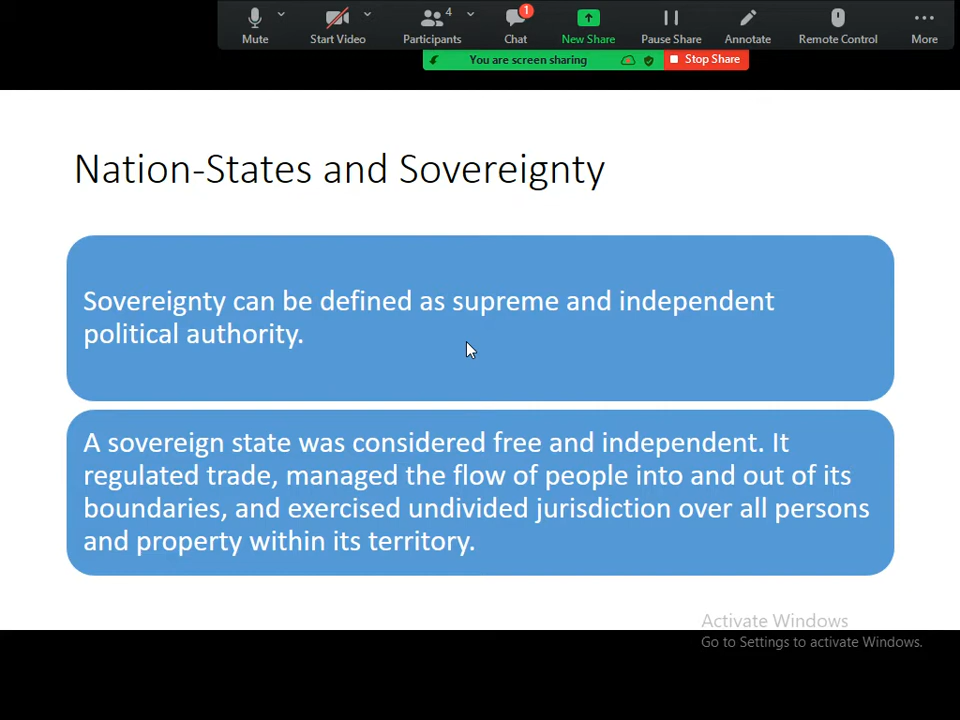 Mute
Start Video
4
Participants
1
Chat
New Share
Pause Share
Annotate
Remote Control
More
You are screen sharing
Stop Share
Nation-States and Sovereignty
Sovereignty can be defined as supreme and independent
political authority.
A sovereign state was considered free and independent. It
regulated trade, managed the flow of people into and out of its
boundaries, and exercised undivided jurisdiction over all persons
and property within its territory.
Activate Windows
Go to Settings to activate Windows.